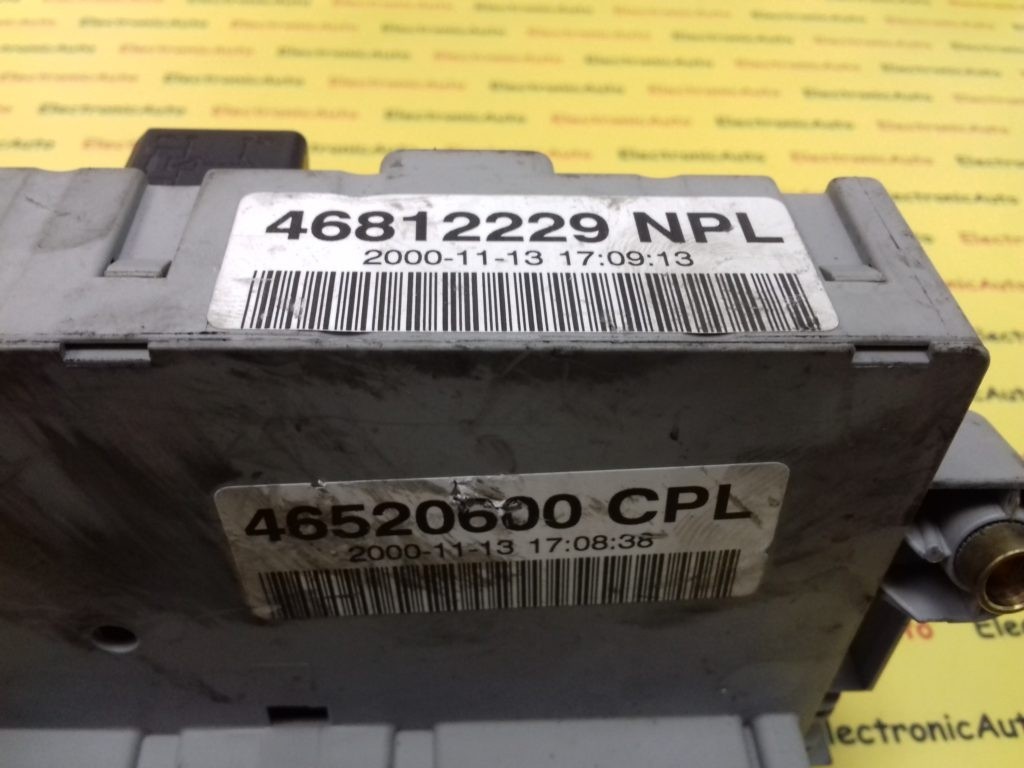 46812229 NPL
2000-11-13 17:09:13
46520600 CPL
2000-11-13 17:08:38
ElectronicAuto